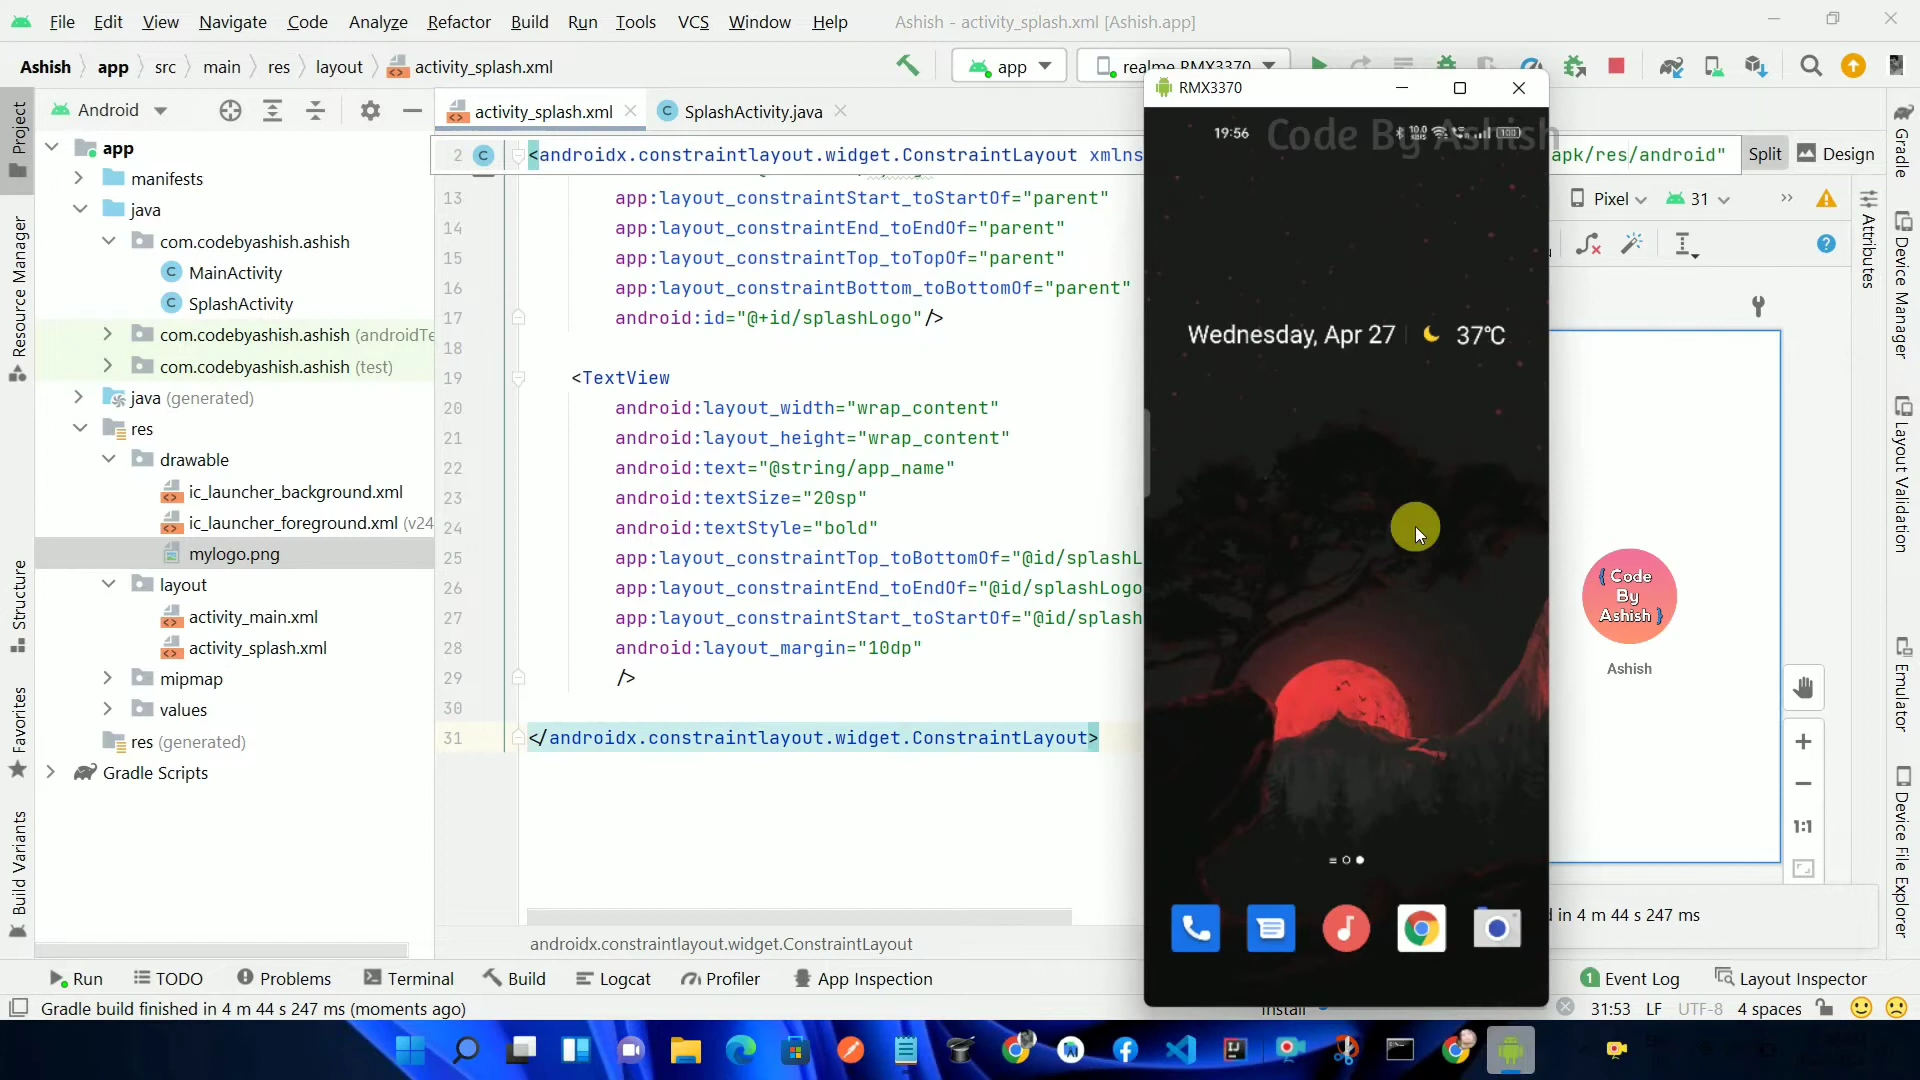 File Edit View Navigate Code Analyze Refactor Build Run Tools VCS Window Help Ashish - activity_splash.xml [Ashish.app]
Ashish app src main res layout activity_splash.xml app realme RMX3370
Android
activity_splash.xml
SplashActivity.java
app
manifests
java
com.codebyashish.ashish
MainActivity
SplashActivity
com.codebyashish.ashish (androidTe
com.codebyashish.ashish (test)
java (generated)
res
drawable
ic_launcher_background.xml
ic_launcher_foreground.xml (v24
mylogo.png
layout
activity_main.xml
activity_splash.xml
mipmap
values
res (generated)
Gradle Scripts
Project
Resource Manager
Structure
Favorites
Build Variants
2 <androidx.constraintlayout.widget.ConstraintLayout xmlns
apk/res/android"
13 app:layout_constraintStart_toStartOf="parent"
14 app:layout_constraintEnd_toEndOf="parent"
15 app:layout_constraintTop_toTopOf="parent"
16 app:layout_constraintBottom_toBottomOf="parent"
17 android:id="@+id/splashLogo"/>
18
19 <TextView
20 android:layout_width="wrap_content"
21 android:layout_height="wrap_content"
22 android:text="@string/app_name"
23 android:textSize="20sp"
24 android:textStyle="bold"
25 app:layout_constraintTop_toBottomOf="@id/splashL
26 app:layout_constraintEnd_toEndOf="@id/splashLogo
27 app:layout_constraintStart_toStartOf="@id/splash
28 android:layout_margin="10dp"
29 />
30
31 </androidx.constraintlayout.widget.ConstraintLayout>
androidx.constraintlayout.widget.ConstraintLayout
RMX3370
19:56
Code By Ashish
Wednesday, Apr 27 37°C
Split Design
Pixel 31
{ Code
By
Ashish }
Ashish
1:1
d in 4 m 44 s 247 ms
Gradle
Device Manager
Attributes
Layout Validation
Emulator
Device File Explorer
Run TODO Problems Terminal Build Logcat Profiler App Inspection
1 Event Log Layout Inspector
Gradle build finished in 4 m 44 s 247 ms (moments ago)
Install
31:53 LF UTF-8 4 spaces